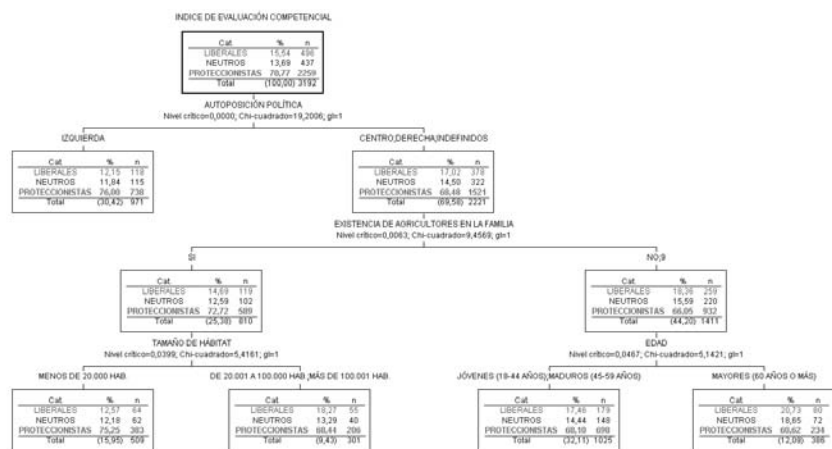 INDICE DE EVALUACIÓN COMPETENCIAL
Cat. % n
LIBERALES 15,54 496
NEUTROS 13,69 437
PROTECCIONISTAS 70,77 2259
Total (100,00) 3192
AUTOPOSICIÓN POLÍTICA
Nivel crítico=0,0000; Chi-cuadrado=19,2006; gl=1
IZQUIERDA
Cat. % n
LIBERALES 12,15 118
NEUTROS 11,84 115
PROTECCIONISTAS 76,00 738
Total (30,42) 971
CENTRO;DERECHA;INDEFINIDOS
Cat. % n
LIBERALES 17,02 378
NEUTROS 14,50 322
PROTECCIONISTAS 68,48 1521
Total (69,58) 2221
EXISTENCIA DE AGRICULTORES EN LA FAMILIA
Nivel crítico=0,0063; Chi-cuadrado=9,4569; gl=1
SI
Cat. % n
LIBERALES 14,69 119
NEUTROS 12,59 102
PROTECCIONISTAS 72,72 589
Total (25,38) 810
NO;9
Cat. % n
LIBERALES 18,36 259
NEUTROS 15,59 220
PROTECCIONISTAS 66,05 932
Total (44,20) 1411
TAMAÑO DE HÁBITAT
Nivel crítico=0,0399; Chi-cuadrado=5,4161; gl=1
EDAD
Nivel crítico=0,0467; Chi-cuadrado=5,1421; gl=1
MENOS DE 20.000 HAB.
Cat. % n
LIBERALES 12,57 64
NEUTROS 12,18 62
PROTECCIONISTAS 75,25 383
Total (15,95) 509
DE 20.001 A 100.000 HAB.;MÁS DE 100.001 HAB.
Cat. % n
LIBERALES 18,27 55
NEUTROS 13,29 40
PROTECCIONISTAS 68,44 206
Total (9,43) 301
JÓVENES (18-44 AÑOS);MADUROS (45-59 AÑOS)
Cat. % n
LIBERALES 17,46 179
NEUTROS 14,44 148
PROTECCIONISTAS 68,10 698
Total (32,11) 1025
MAYORES (60 AÑOS O MÁS)
Cat. % n
LIBERALES 20,73 80
NEUTROS 18,65 72
PROTECCIONISTAS 60,62 234
Total (12,09) 386